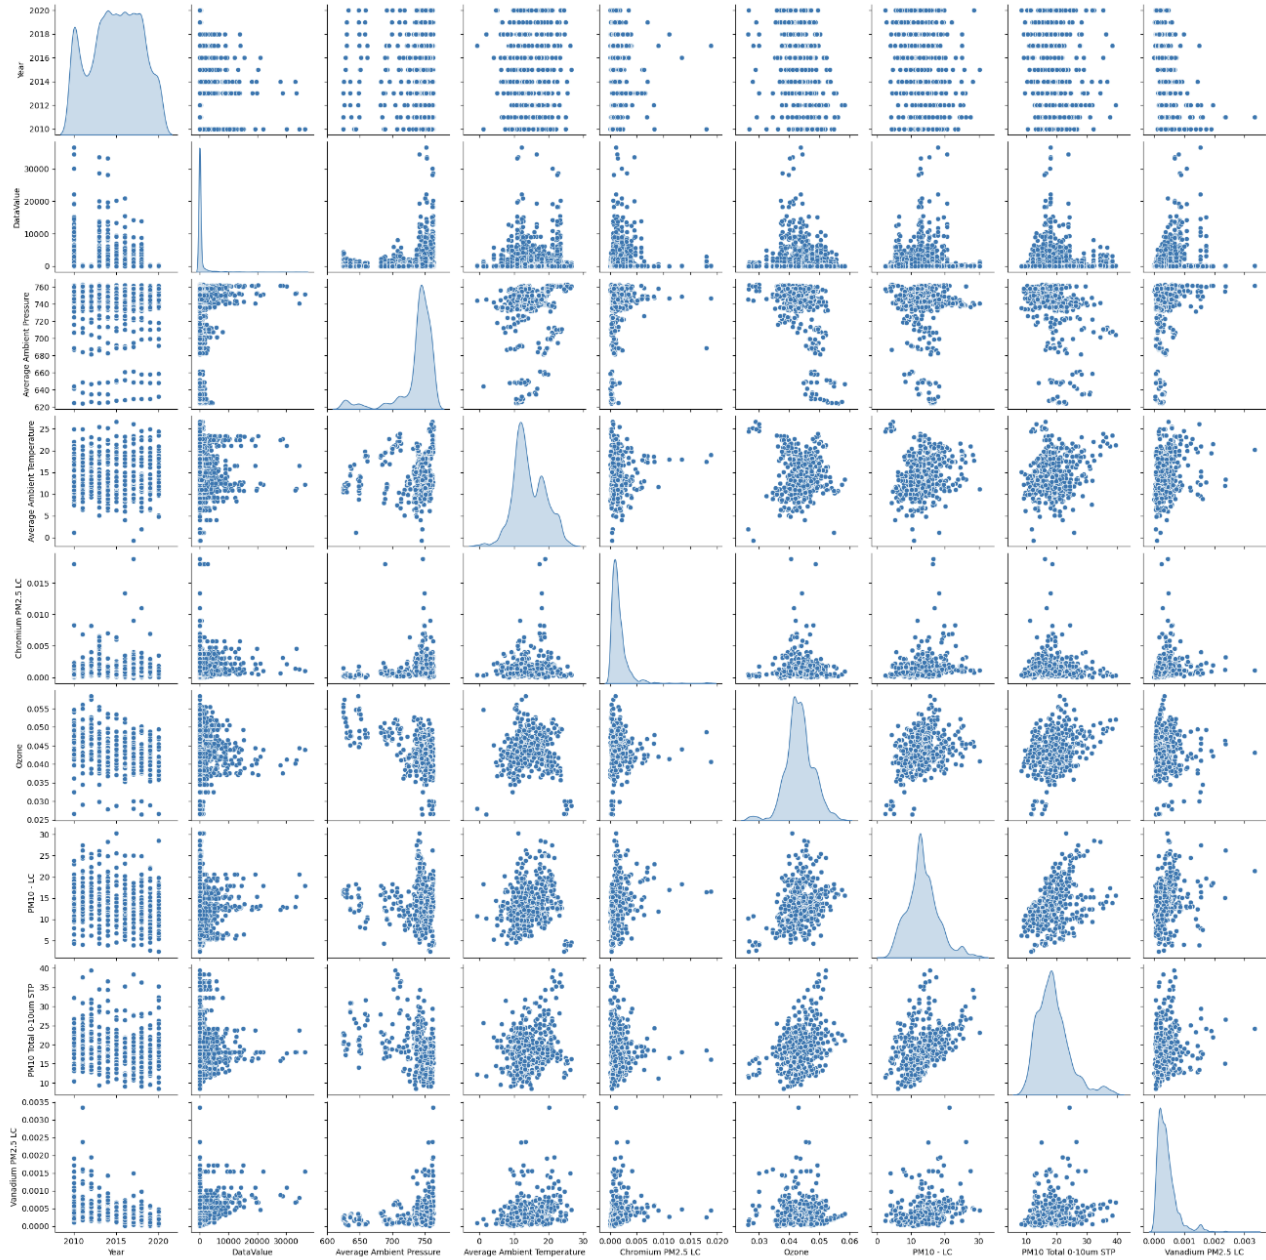 2020
2018
2016
2014
2012
2010
Year
30000
20000
10000
0
DataValue
760
740
720
700
680
660
640
620
Average Ambient Pressure
25
20
15
10
5
0
Average Ambient Temperature
0.015
0.010
0.005
0.000
Chromium PM2.5 LC
0.055
0.050
0.045
0.040
0.035
0.030
0.025
Ozone
30
25
20
15
10
5
PM10 - LC
40
35
30
25
20
15
10
PM10 Total 0-10um STP
0.0035
0.0030
0.0025
0.0020
0.0015
0.0010
0.0005
0.0000
Vanadium PM2.5 LC
2010 2015 2020
Year
0 10000 20000 30000
DataValue
600 650 700 750
Average Ambient Pressure
0 10 20 30
Average Ambient Temperature
0.000 0.005 0.010 0.015 0.020
Chromium PM2.5 LC
0.03 0.04 0.05 0.06
Ozone
0 10 20 30
PM10 - LC
10 20 30 40
PM10 Total 0-10um STP
0.000 0.001 0.002 0.003
Vanadium PM2.5 LC